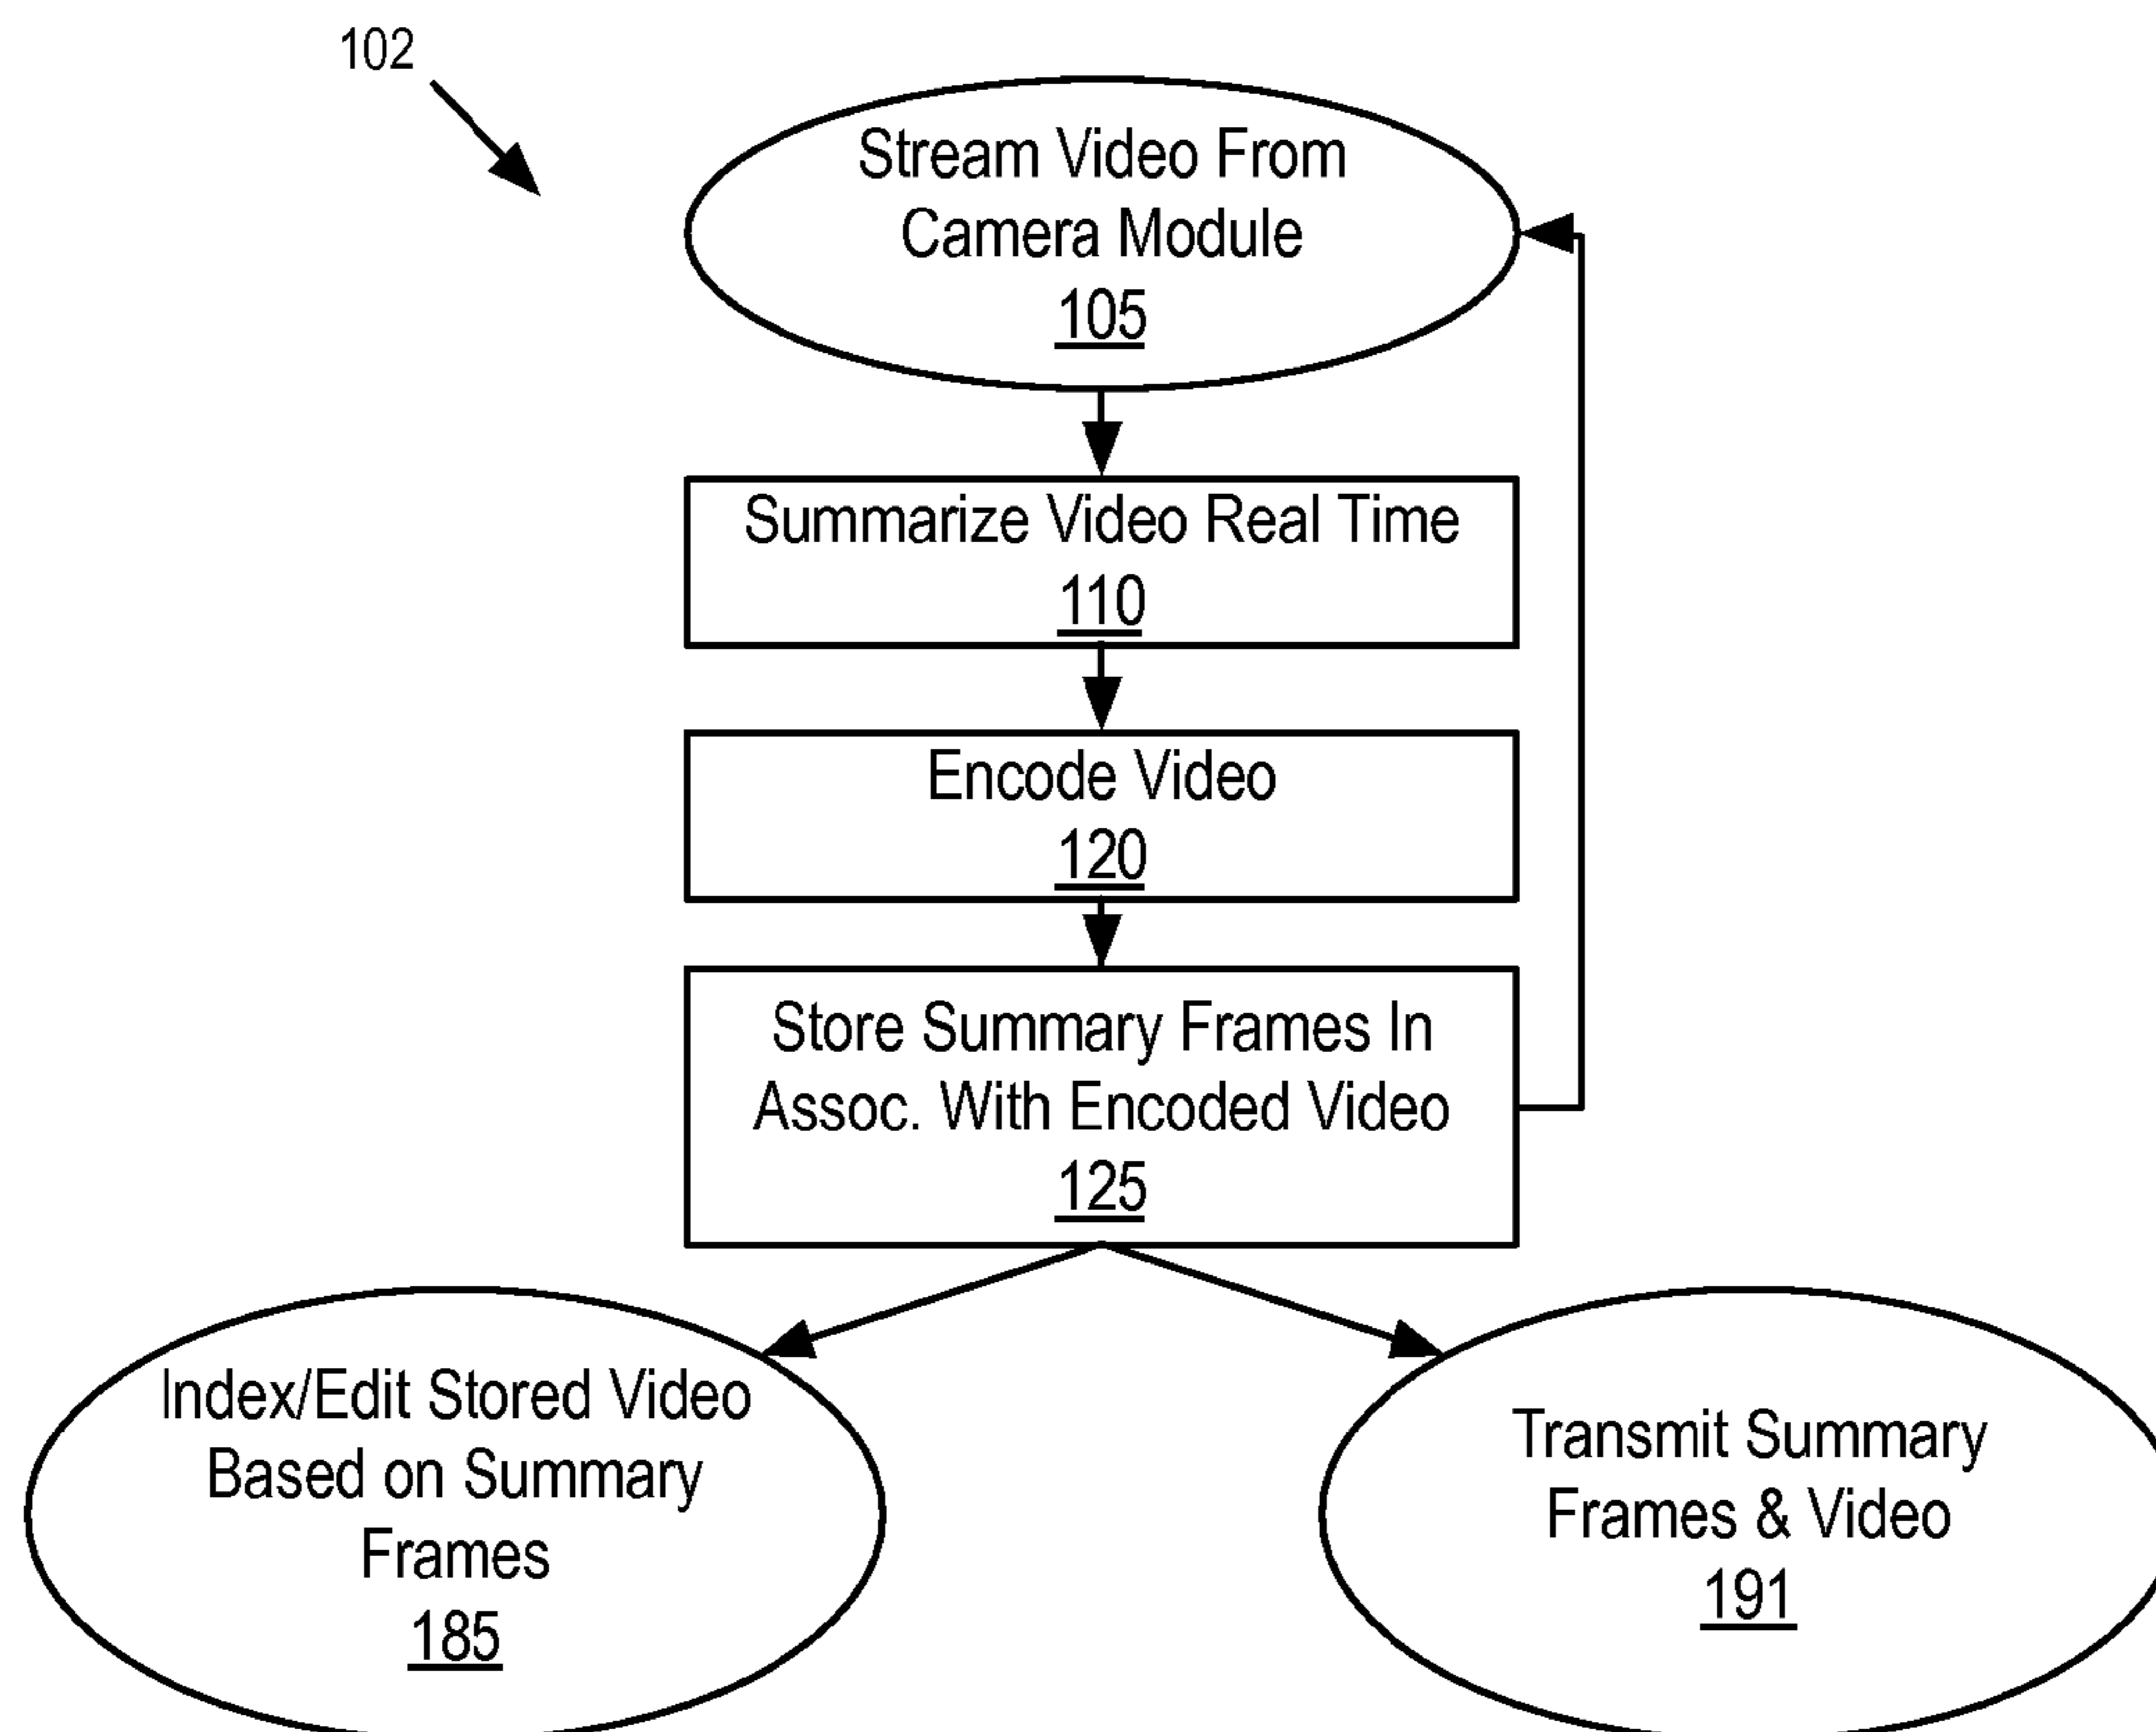 102
Stream Video From
Camera Module
105
Summarize Video Real Time
110
Encode Video
120
Store Summary Frames In
Assoc. With Encoded Video
125
Index/Edit Stored Video
Based on Summary
Frames
185
Transmit Summary
Frames & Video
191